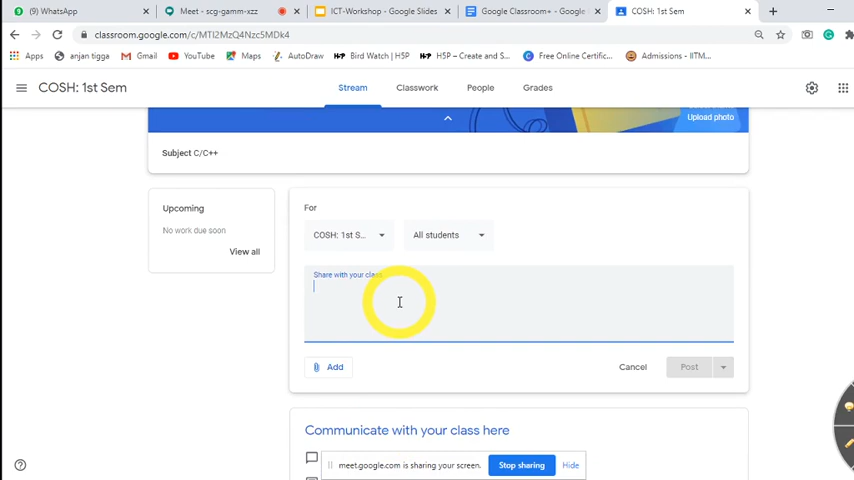 (9) WhatsApp
Meet - scg-gamm-xzz
ICT-Workshop - Google Slides
Google Classroom+ - Google
COSH: 1st Sem
classroom.google.com/c/MTI2MzQ4Nzc5MDk4
Apps
anjan tigga
Gmail
YouTube
Maps
AutoDraw
H5P
Bird Watch | H5P
H5P
H5P – Create and S...
Free Online Certific...
Admissions - IITM...
COSH: 1st Sem
Stream
Classwork
People
Grades
Upload photo
Subject C/C++
Upcoming
No work due soon
View all
For
COSH: 1st S...
All students
Share with your class
Add
Cancel
Post
Communicate with your class here
meet.google.com is sharing your screen.
Stop sharing
Hide